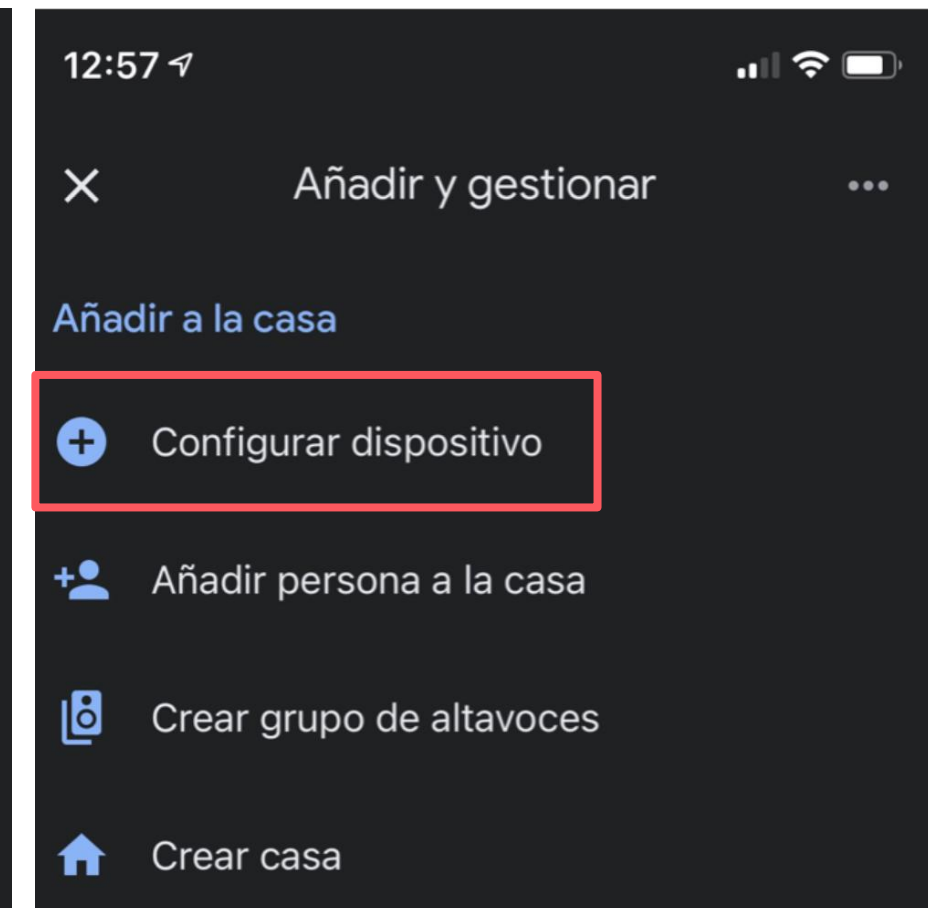 12:57
Añadir y gestionar
Añadir a la casa
Configurar dispositivo
Añadir persona a la casa
Crear grupo de altavoces
Crear casa